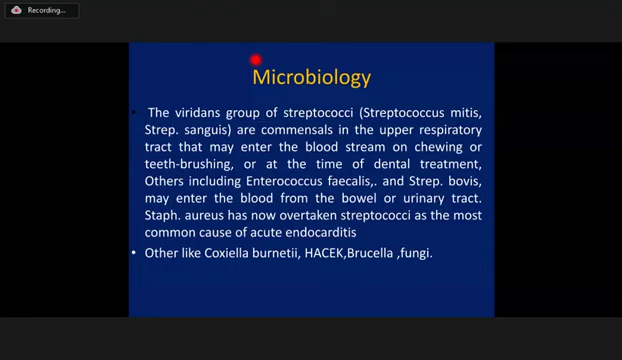 Recording...
Microbiology
• The viridans group of streptococci (Streptococcus mitis,
Strep. sanguis) are commensals in the upper respiratory
tract that may enter the blood stream on chewing or
teeth-brushing, or at the time of dental treatment,
Others including Enterococcus faecalis,. and Strep. bovis,
may enter the blood from the bowel or urinary tract.
Staph. aureus has now overtaken streptococci as the most
common cause of acute endocarditis
• Other like Coxiella burnetii, HACEK,Brucella ,fungi.